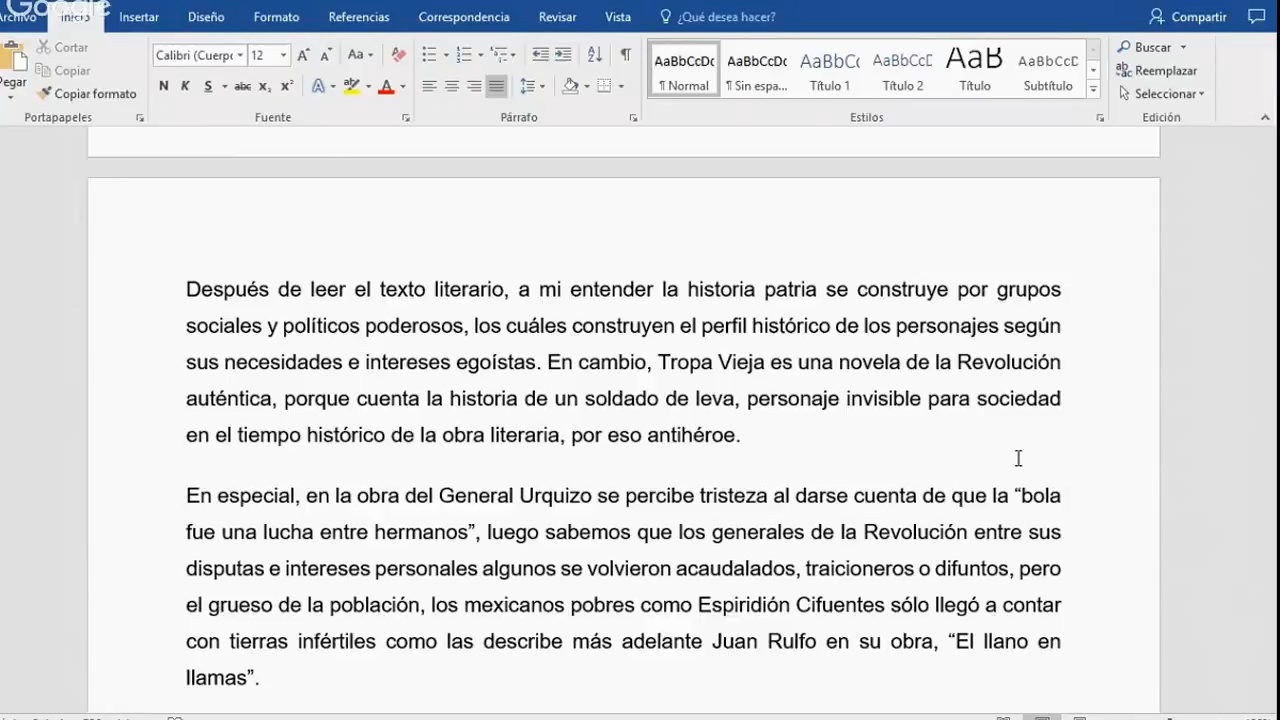 Google
Archivo Inicio Insertar Diseño Formato Referencias Correspondencia Revisar Vista ¿Qué desea hacer? Compartir
Cortar
Copiar
Pegar
Copiar formato
Portapapeles
Calibri (Cuerpo 12
Aa
N K S abc x₂ x²
Fuente
Párrafo
AaBbCcDc AaBbCcDc AaBbCc AaBbCcD AaB AaBbCcD
¶ Normal ¶ Sin espa... Título 1 Título 2 Título Subtítulo
Estilos
Buscar
Reemplazar
Seleccionar
Edición
Después de leer el texto literario, a mi entender la historia patria se construye por grupos
sociales y políticos poderosos, los cuáles construyen el perfil histórico de los personajes según
sus necesidades e intereses egoístas. En cambio, Tropa Vieja es una novela de la Revolución
auténtica, porque cuenta la historia de un soldado de leva, personaje invisible para sociedad
en el tiempo histórico de la obra literaria, por eso antihéroe.
En especial, en la obra del General Urquizo se percibe tristeza al darse cuenta de que la “bola
fue una lucha entre hermanos”, luego sabemos que los generales de la Revolución entre sus
disputas e intereses personales algunos se volvieron acaudalados, traicioneros o difuntos, pero
el grueso de la población, los mexicanos pobres como Espiridión Cifuentes sólo llegó a contar
con tierras infértiles como las describe más adelante Juan Rulfo en su obra, “El llano en
llamas”.